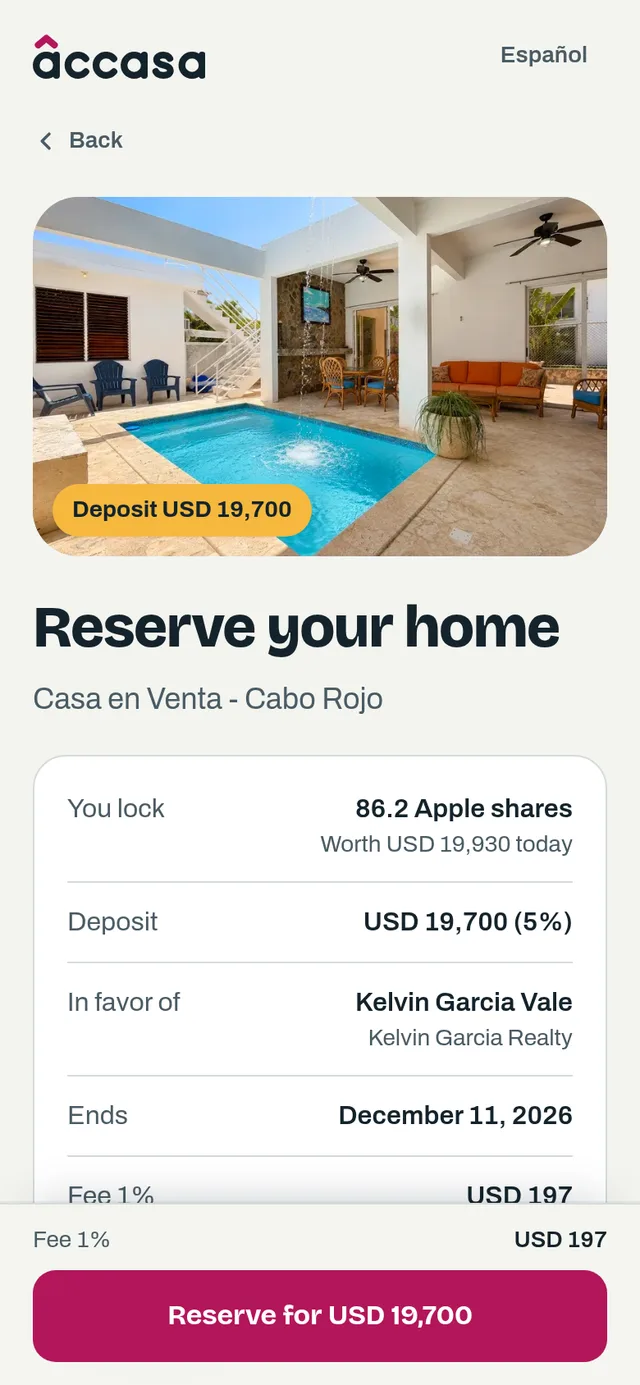 accasa
Español
Back
Deposit USD 19,700
Reserve your home
Casa en Venta - Cabo Rojo
You lock
86.2 Apple shares
Worth USD 19,930 today
Deposit
USD 19,700 (5%)
In favor of
Kelvin Garcia Vale
Kelvin Garcia Realty
Ends
December 11, 2026
Fee 1%
USD 197
Fee 1%
USD 197
Reserve for USD 19,700